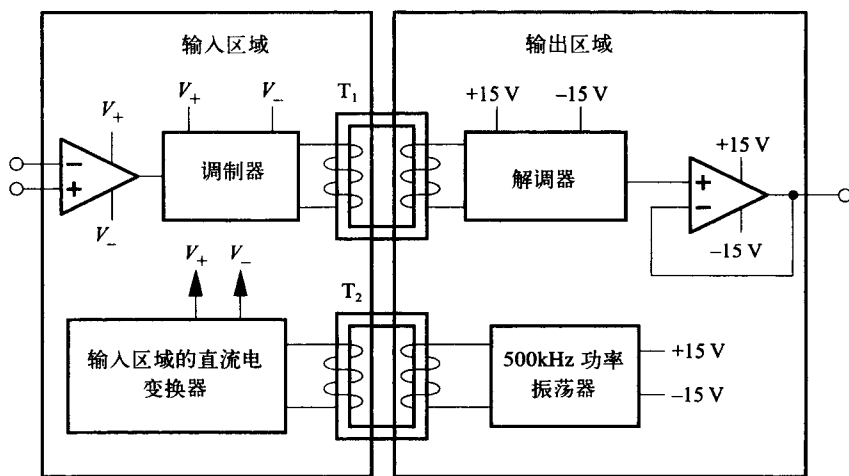 输入区域
输出区域
V₊
V₋
T₁
+15 V
−15 V
V₊
−
+
V₋
调制器
解调器
+15 V
+
−
−15 V
V₊
V₋
T₂
输入区域的直流电
变换器
500kHz 功率
振荡器
+15 V
−15 V